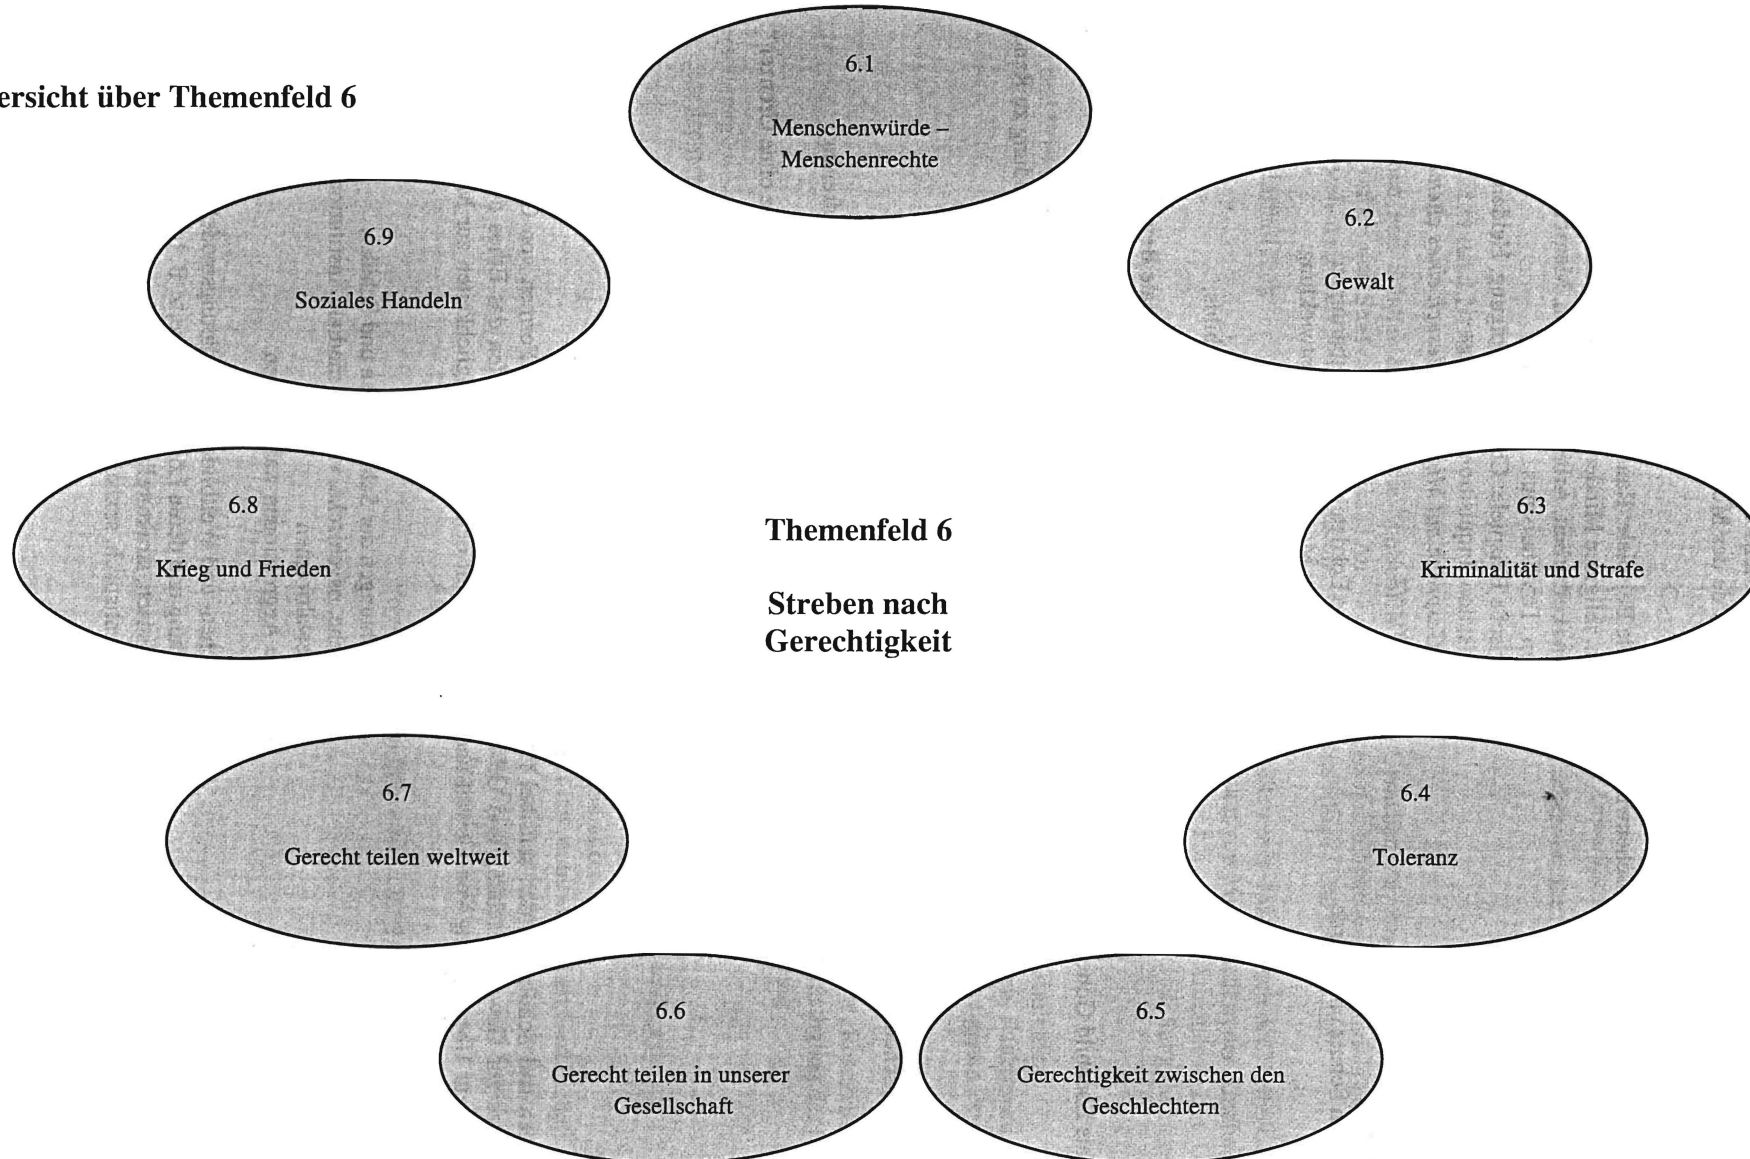 ersicht über Themenfeld 6
6.1
Menschenwürde –
Menschenrechte
6.2
Gewalt
6.3
Kriminalität und Strafe
6.4
Toleranz
6.5
Gerechtigkeit zwischen den
Geschlechtern
6.6
Gerecht teilen in unserer
Gesellschaft
6.7
Gerecht teilen weltweit
6.8
Krieg und Frieden
6.9
Soziales Handeln
Themenfeld 6
Streben nach
Gerechtigkeit